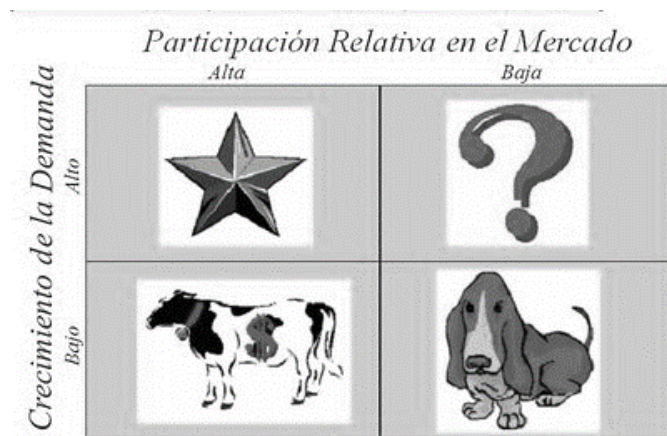 Participación Relativa en el Mercado
Alta Baja
Crecimiento de la Demanda
Alto
Bajo
$